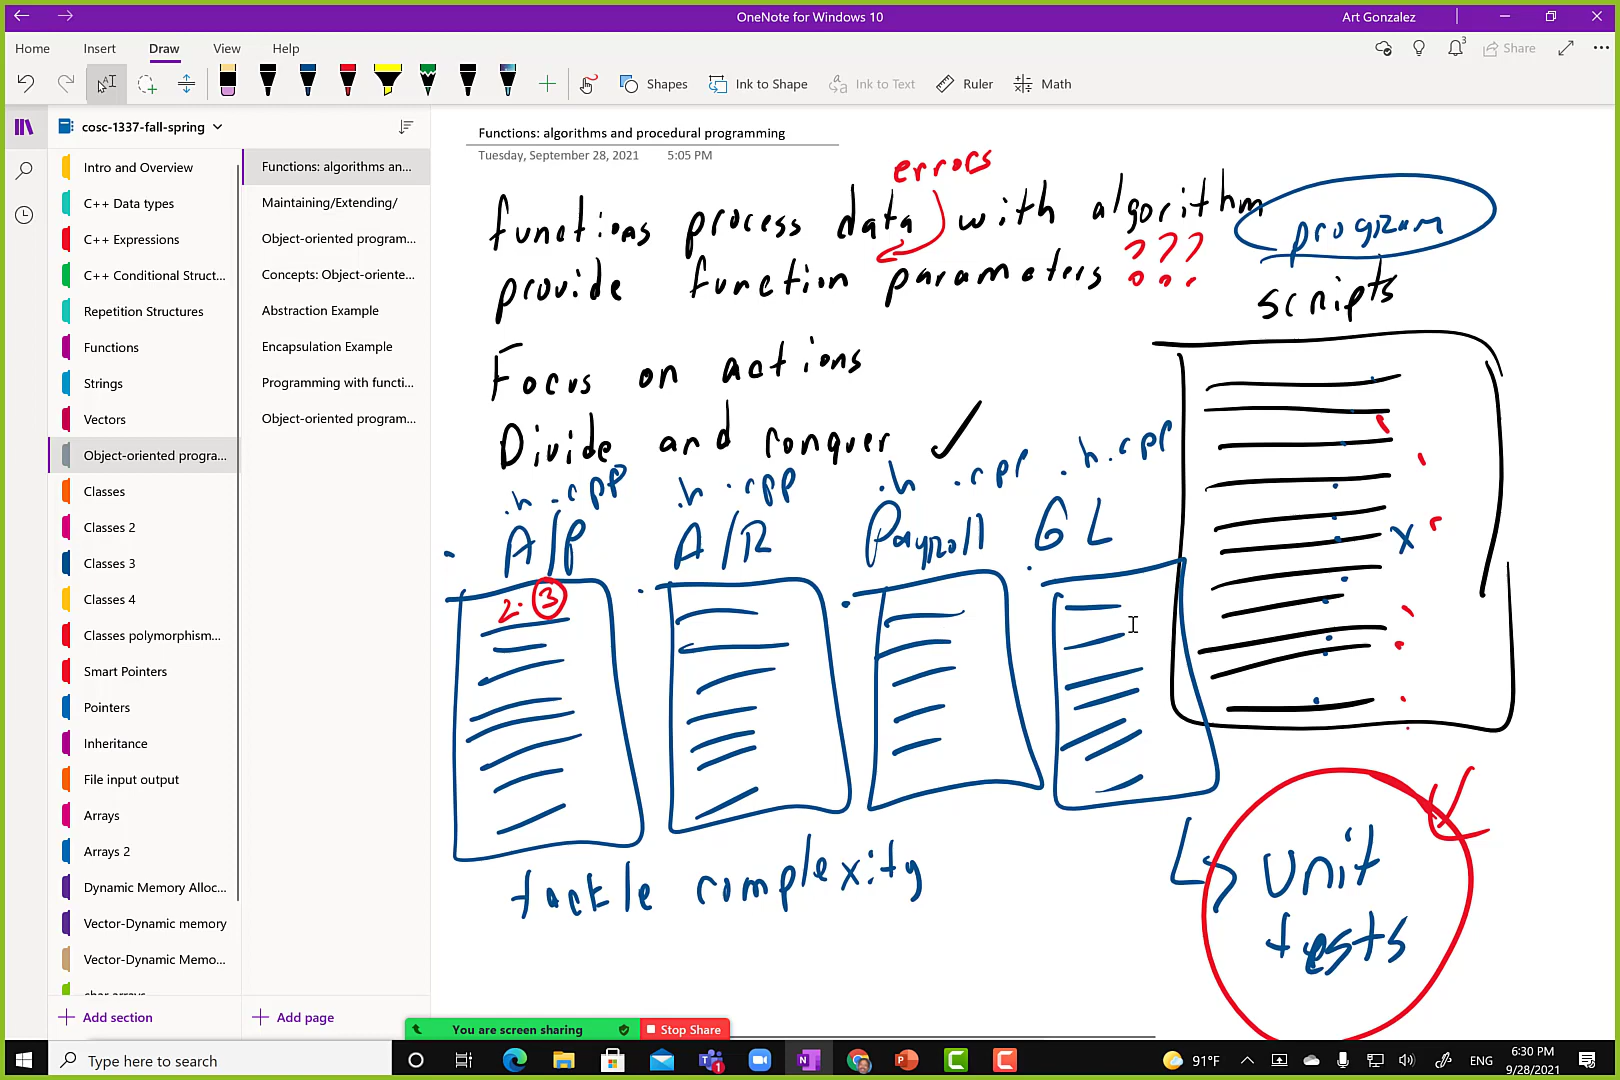 OneNote for Windows 10
Art Gonzalez
Home Insert Draw View Help
3
Share
Shapes Ink to Shape Ink to Text Ruler Math
cosc-1337-fall-spring
Intro and Overview
C++ Data types
C++ Expressions
C++ Conditional Struct...
Repetition Structures
Functions
Strings
Vectors
Object-oriented progra...
Classes
Classes 2
Classes 3
Classes 4
Classes polymorphism...
Smart Pointers
Pointers
Inheritance
File input output
Arrays
Arrays 2
Dynamic Memory Alloc...
Vector-Dynamic memory
Vector-Dynamic Memo...
char arrays
Add section
Functions: algorithms an...
Maintaining/Extending/
Object-oriented program...
Concepts: Object-oriente...
Abstraction Example
Encapsulation Example
Programming with functi...
Object-oriented program...
Add page
Functions: algorithms and procedural programming
Tuesday, September 28, 2021 5:05 PM
errors
functions process data with algorithm
program
provide function parameters ???
scripts
Focus on actions
Divide and conquer ✓
.h .cpp .h .cpp .h .cpp .h .cpp
A/P A/R Payroll GL
2. 3
x
tackle complexity
unit
tests
You are screen sharing Stop Share
Type here to search
1
91°F
ENG
6:30 PM
9/28/2021